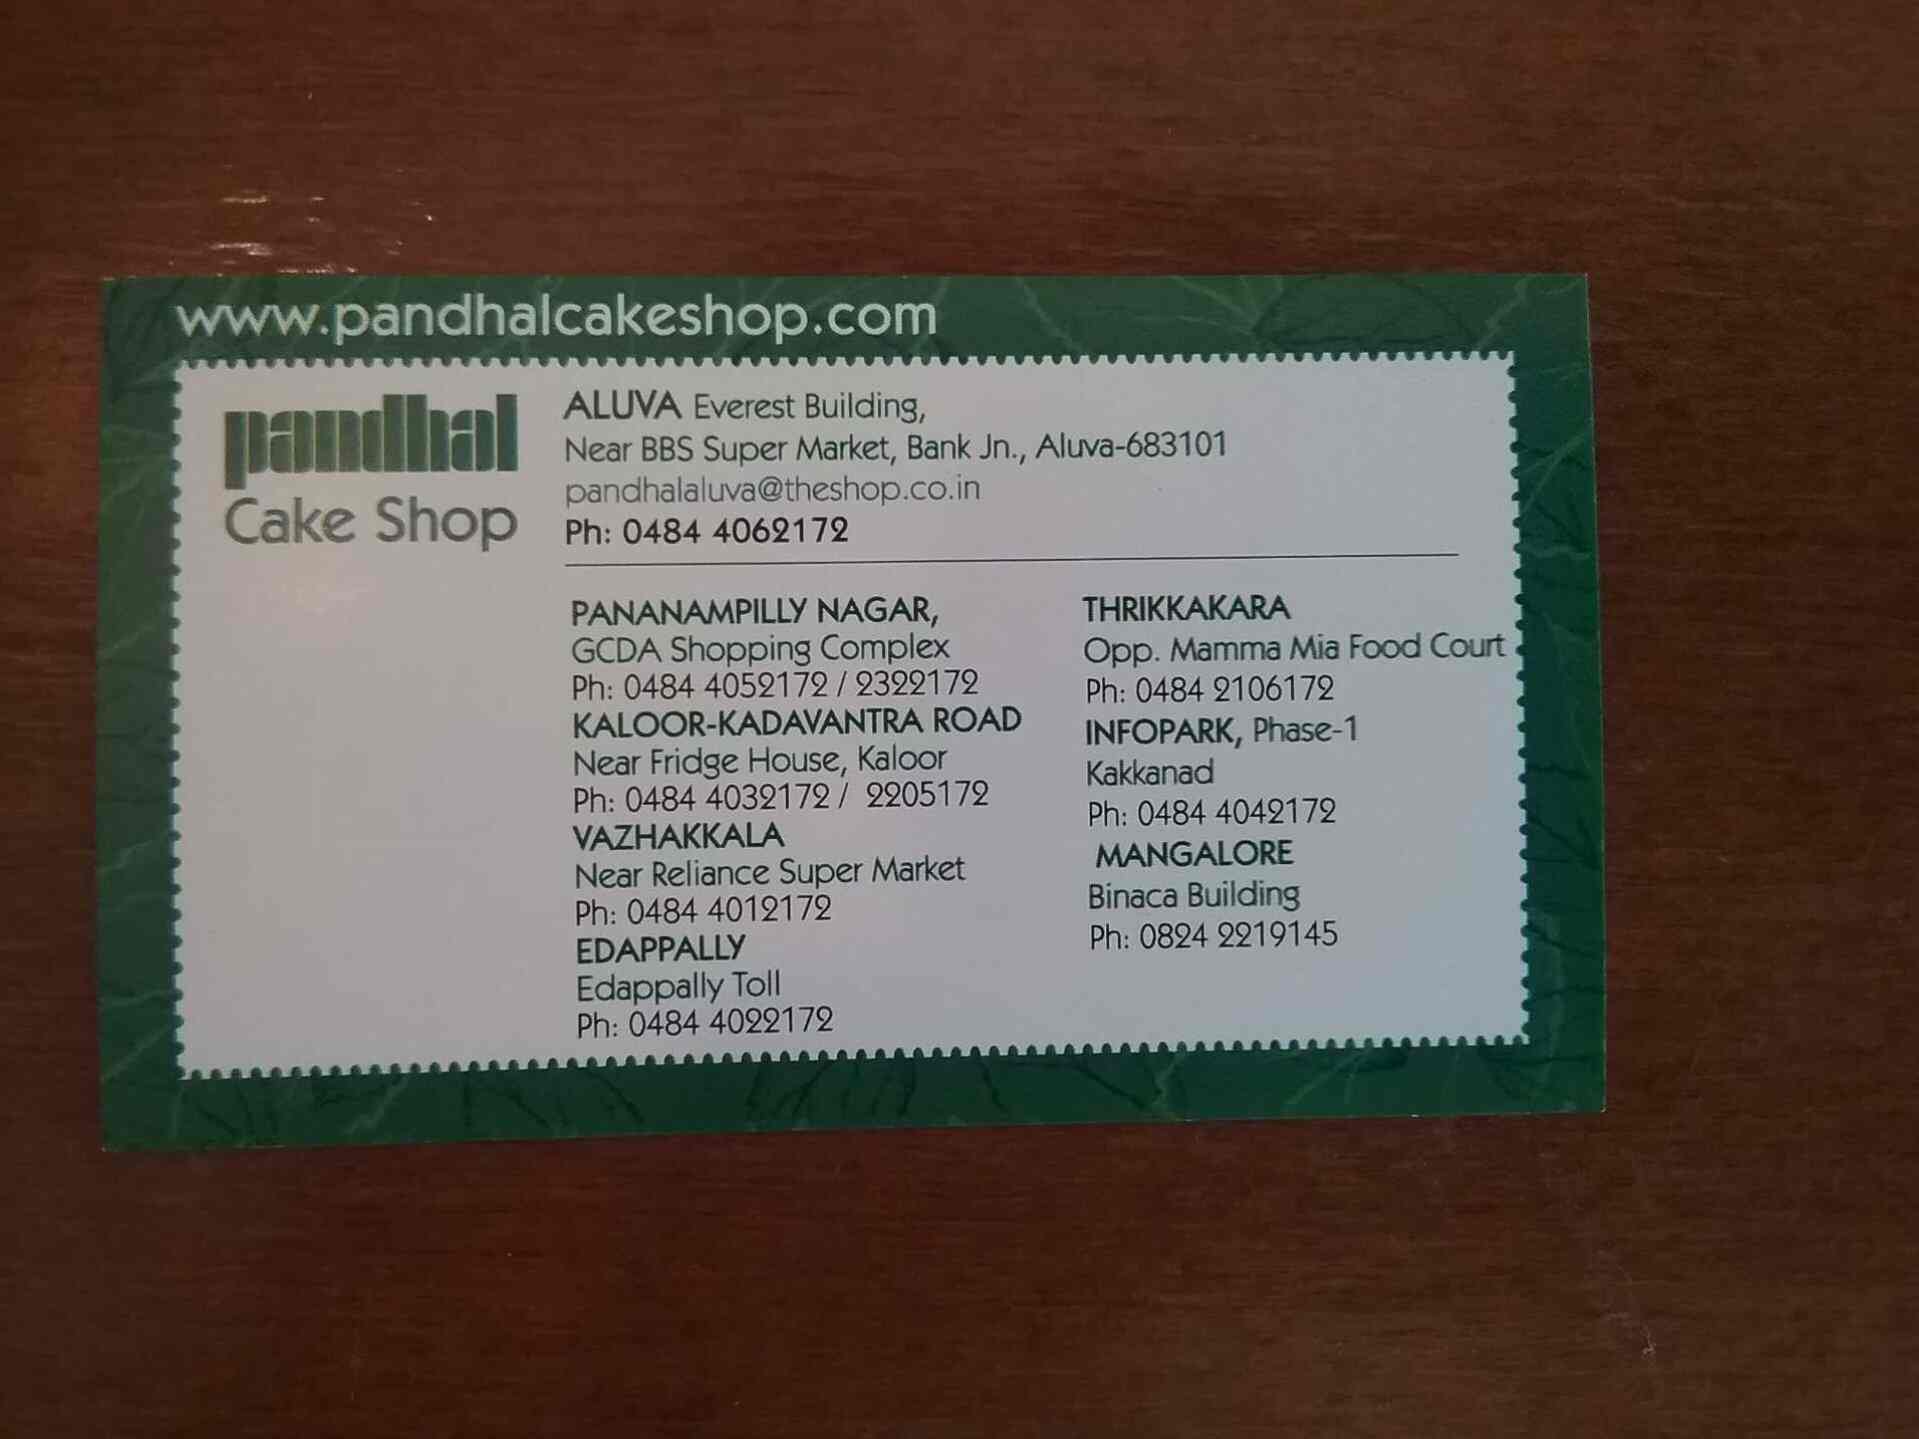 www.pandhalcakeshop.com
pandhal
Cake Shop
ALUVA Everest Building,
Near BBS Super Market, Bank Jn., Aluva-683101
pandhalaluva@theshop.co.in
Ph: 0484 4062172
PANANAMPILLY NAGAR,
GCDA Shopping Complex
Ph: 0484 4052172 / 2322172
KALOOR-KADAVANTRA ROAD
Near Fridge House, Kaloor
Ph: 0484 4032172 / 2205172
VAZHAKKALA
Near Reliance Super Market
Ph: 0484 4012172
EDAPPALLY
Edappally Toll
Ph: 0484 4022172
THRIKKAKARA
Opp. Mamma Mia Food Court
Ph: 0484 2106172
INFOPARK, Phase-1
Kakkanad
Ph: 0484 4042172
MANGALORE
Binaca Building
Ph: 0824 2219145